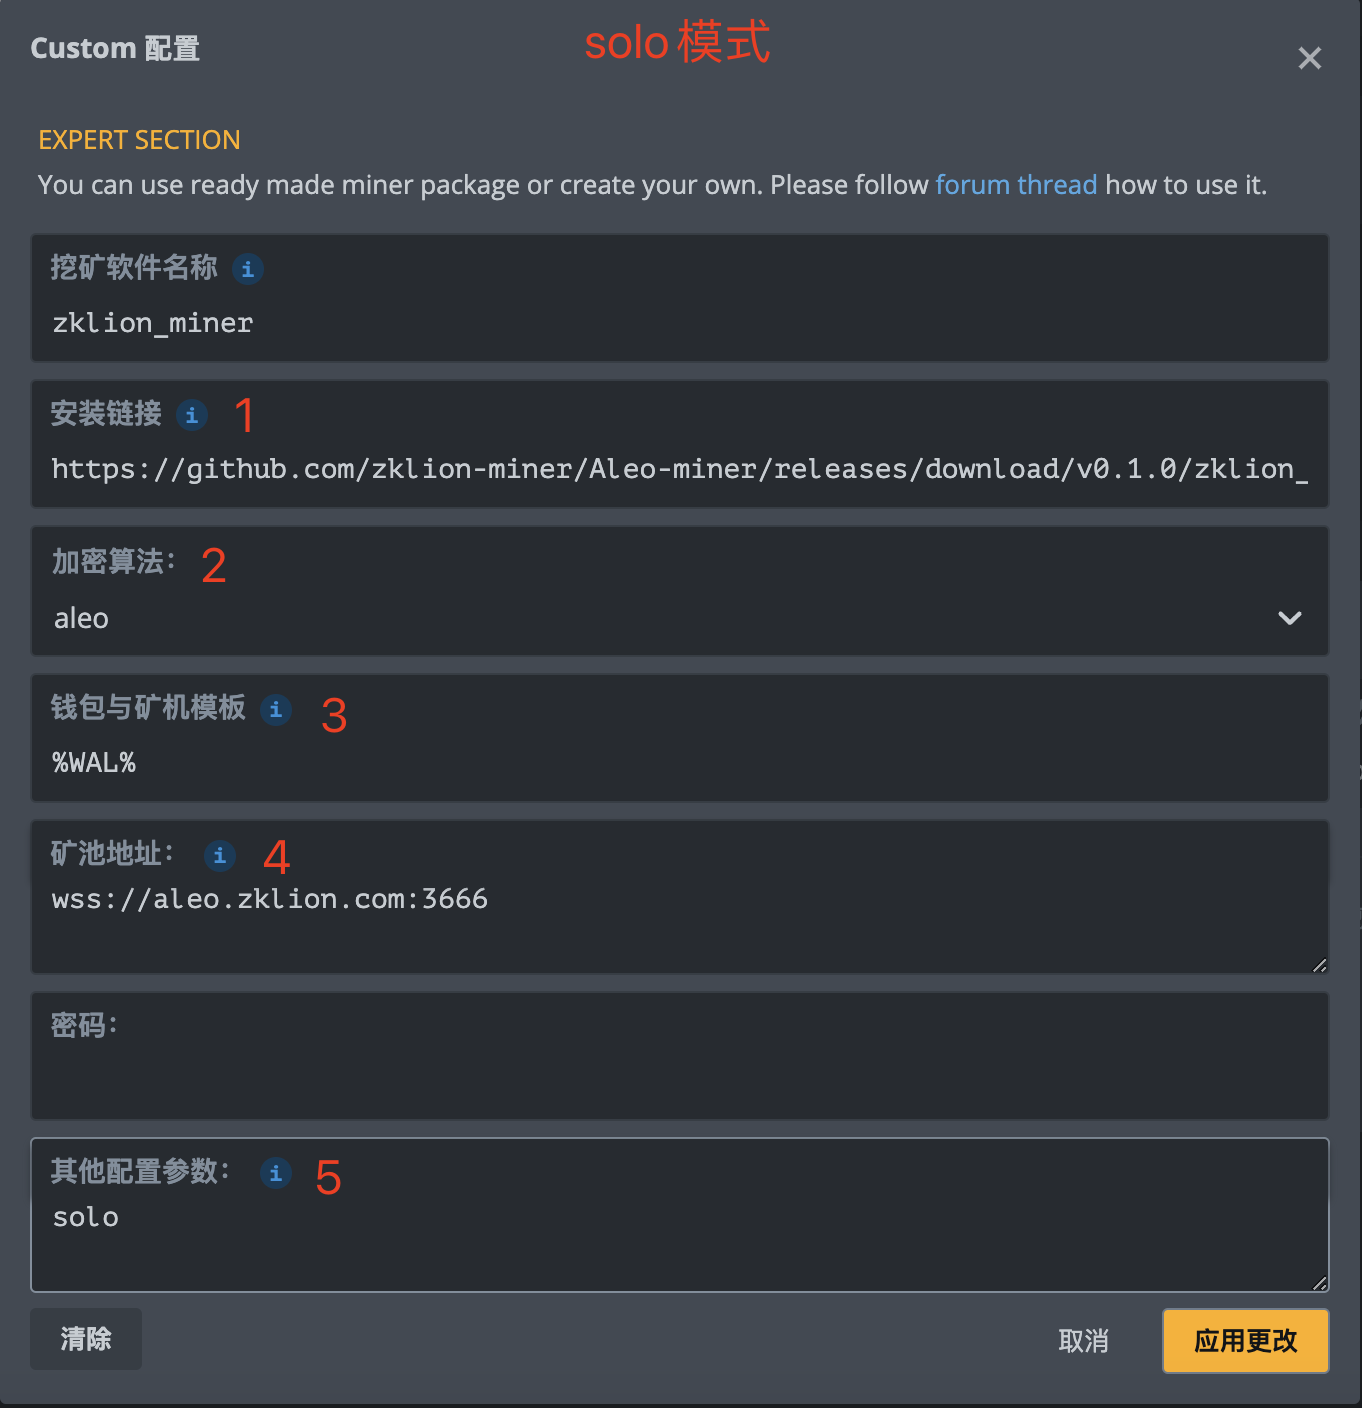 Custom 配置
solo模式
EXPERT SECTION
You can use ready made miner package or create your own. Please follow forum thread how to use it.
挖矿软件名称 i
zklion_miner
安装链接 i 1
https://github.com/zklion-miner/Aleo-miner/releases/download/v0.1.0/zklion_
加密算法： 2
aleo
钱包与矿机模板 i 3
%WAL%
矿池地址： i 4
wss://aleo.zklion.com:3666
密码：
其他配置参数： i 5
solo
清除
取消
应用更改